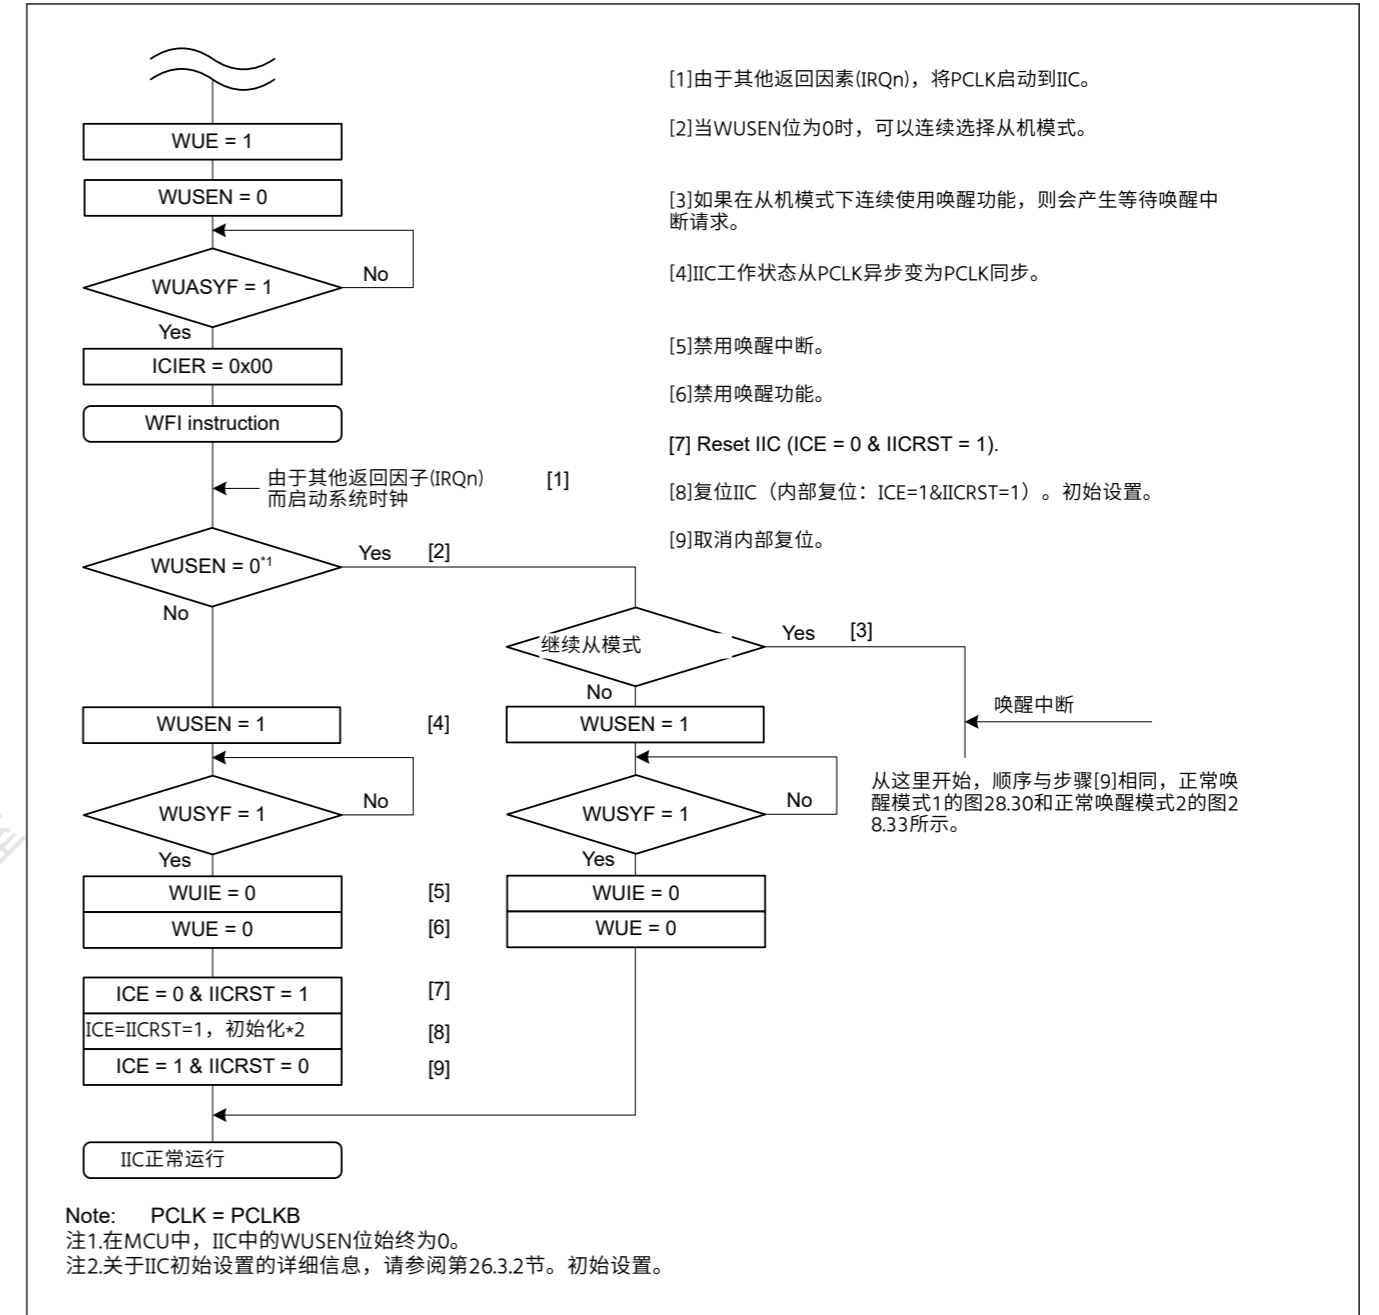 WUE = 1
WUSEN = 0
WUASYF = 1
No
Yes
ICIER = 0x00
WFI instruction
由于其他返回因子(IRQn)
而启动系统时钟
[1]
WUSEN = 0*1
Yes
[2]
No
继续从模式
Yes
[3]
No
唤醒中断
从这里开始，顺序与步骤[9]相同，正常唤
醒模式1的图28.30和正常唤醒模式2的图2
8.33所示。
WUSEN = 1
[4]
WUSEN = 1
WUSYF = 1
No
Yes
WUSYF = 1
No
Yes
WUIE = 0
[5]
WUIE = 0
WUE = 0
[6]
WUE = 0
ICE = 0 & IICRST = 1
[7]
ICE=IICRST=1，初始化*2
[8]
ICE = 1 & IICRST = 0
[9]
IIC正常运行
[1]由于其他返回因素(IRQn)，将PCLK启动到IIC。
[2]当WUSEN位为0时，可以连续选择从机模式。
[3]如果在从机模式下连续使用唤醒功能，则会产生等待唤醒中
断请求。
[4]IIC工作状态从PCLK异步变为PCLK同步。
[5]禁用唤醒中断。
[6]禁用唤醒功能。
[7] Reset IIC (ICE = 0 & IICRST = 1).
[8]复位IIC（内部复位：ICE=1&IICRST=1）。初始设置。
[9]取消内部复位。
Note: PCLK = PCLKB
注1.在MCU中，IIC中的WUSEN位始终为0。
注2.关于IIC初始设置的详细信息，请参阅第26.3.2节。初始设置。